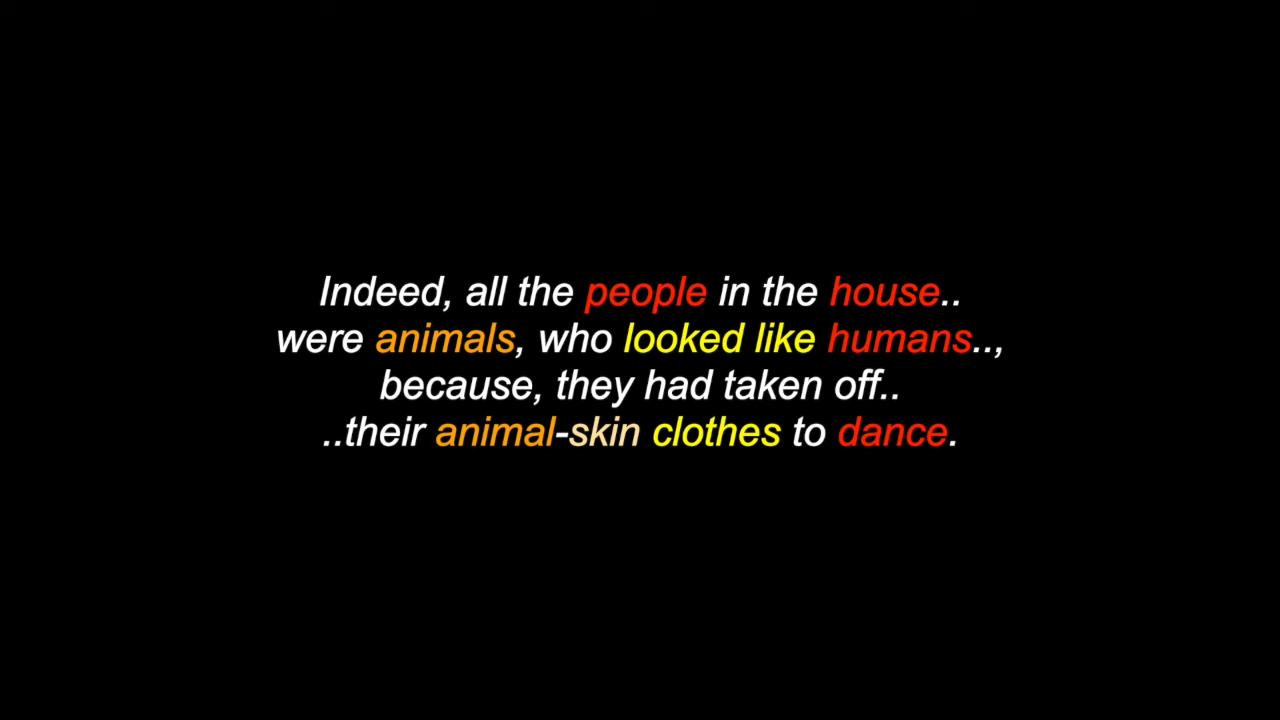 Indeed, all the people in the house..
were animals, who looked like humans..,
because, they had taken off..
..their animal-skin clothes to dance.